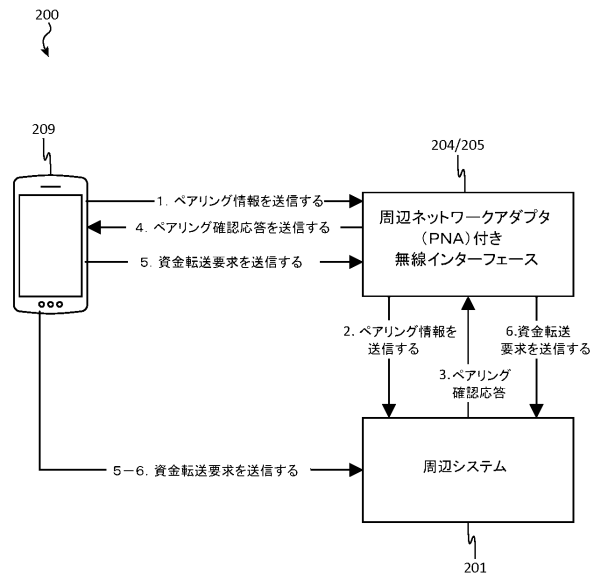 200
209
204/205
1. ペアリング情報を送信する
4. ペアリング確認応答を送信する
5. 資金転送要求を送信する
周辺ネットワークアダプタ
(PNA)付き
無線インターフェース
2. ペアリング情報を
送信する
3.ペアリング
確認応答
6.資金転送
要求を送信する
5-6. 資金転送要求を送信する
周辺システム
201